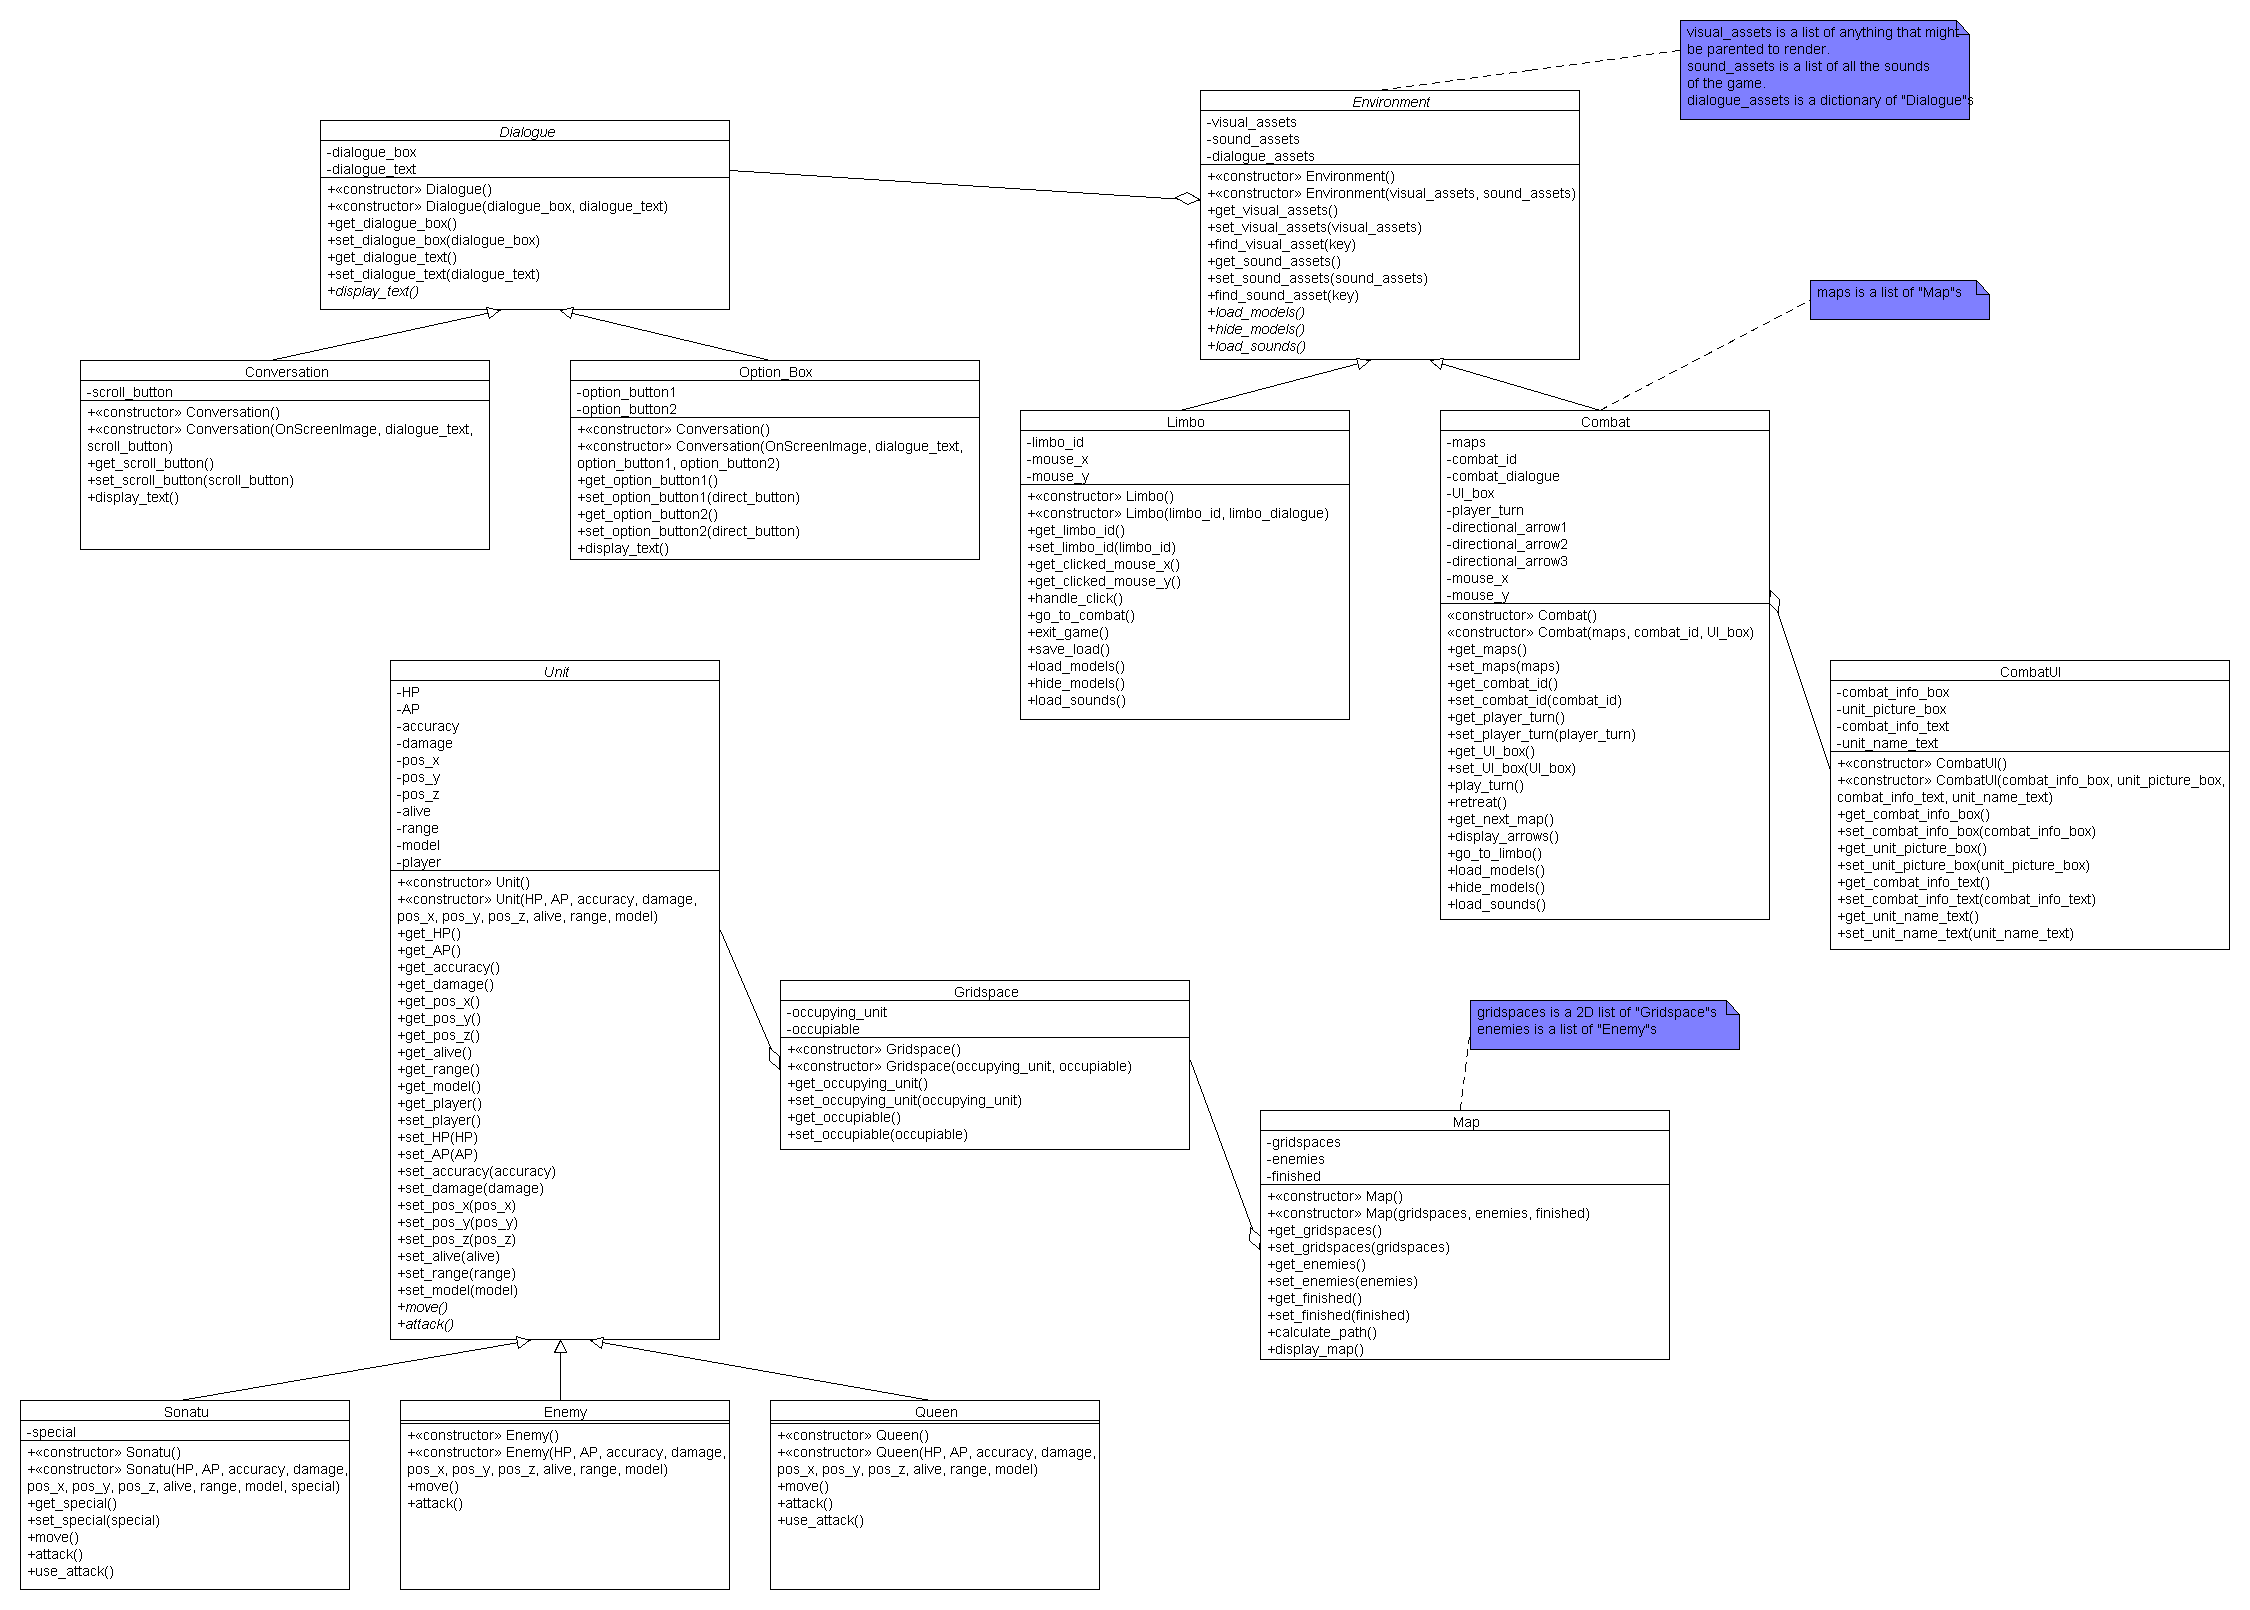 visual_assets is a list of anything that might
be parented to render.
sound_assets is a list of all the sounds
of the game.
dialogue_assets is a dictionary of "Dialogue"s
Environment
-visual_assets
-sound_assets
-dialogue_assets
+«constructor» Environment()
+«constructor» Environment(visual_assets, sound_assets)
+get_visual_assets()
+set_visual_assets(visual_assets)
+find_visual_asset(key)
+get_sound_assets()
+set_sound_assets(sound_assets)
+find_sound_asset(key)
+load_models()
+hide_models()
+load_sounds()
Dialogue
-dialogue_box
-dialogue_text
+«constructor» Dialogue()
+«constructor» Dialogue(dialogue_box, dialogue_text)
+get_dialogue_box()
+set_dialogue_box(dialogue_box)
+get_dialogue_text()
+set_dialogue_text(dialogue_text)
+display_text()
maps is a list of "Map"s
Conversation
-scroll_button
+«constructor» Conversation()
+«constructor» Conversation(OnScreenImage, dialogue_text,
scroll_button)
+get_scroll_button()
+set_scroll_button(scroll_button)
+display_text()
Option_Box
-option_button1
-option_button2
+«constructor» Conversation()
+«constructor» Conversation(OnScreenImage, dialogue_text,
option_button1, option_button2)
+get_option_button1()
+set_option_button1(direct_button)
+get_option_button2()
+set_option_button2(direct_button)
+display_text()
Limbo
-limbo_id
-mouse_x
-mouse_y
+«constructor» Limbo()
+«constructor» Limbo(limbo_id, limbo_dialogue)
+get_limbo_id()
+set_limbo_id(limbo_id)
+get_clicked_mouse_x()
+get_clicked_mouse_y()
+handle_click()
+go_to_combat()
+exit_game()
+save_load()
+load_models()
+hide_models()
+load_sounds()
Combat
-maps
-combat_id
-combat_dialogue
-UI_box
-player_turn
-directional_arrow1
-directional_arrow2
-directional_arrow3
-mouse_x
-mouse_y
«constructor» Combat()
«constructor» Combat(maps, combat_id, UI_box)
+get_maps()
+set_maps(maps)
+get_combat_id()
+set_combat_id(combat_id)
+get_player_turn()
+set_player_turn(player_turn)
+get_UI_box()
+set_UI_box(UI_box)
+play_turn()
+retreat()
+get_next_map()
+display_arrows()
+go_to_limbo()
+load_models()
+hide_models()
+load_sounds()
CombatUI
-combat_info_box
-unit_picture_box
-combat_info_text
-unit_name_text
+«constructor» CombatUI()
+«constructor» CombatUI(combat_info_box, unit_picture_box,
combat_info_text, unit_name_text)
+get_combat_info_box()
+set_combat_info_box(combat_info_box)
+get_unit_picture_box()
+set_unit_picture_box(unit_picture_box)
+get_combat_info_text()
+set_combat_info_text(combat_info_text)
+get_unit_name_text()
+set_unit_name_text(unit_name_text)
Unit
-HP
-AP
-accuracy
-damage
-pos_x
-pos_y
-pos_z
-alive
-range
-model
-player
+«constructor» Unit()
+«constructor» Unit(HP, AP, accuracy, damage,
pos_x, pos_y, pos_z, alive, range, model)
+get_HP()
+get_AP()
+get_accuracy()
+get_damage()
+get_pos_x()
+get_pos_y()
+get_pos_z()
+get_alive()
+get_range()
+get_model()
+get_player()
+set_player()
+set_HP(HP)
+set_AP(AP)
+set_accuracy(accuracy)
+set_damage(damage)
+set_pos_x(pos_x)
+set_pos_y(pos_y)
+set_pos_z(pos_z)
+set_alive(alive)
+set_range(range)
+set_model(model)
+move()
+attack()
Gridspace
-occupying_unit
-occupiable
+«constructor» Gridspace()
+«constructor» Gridspace(occupying_unit, occupiable)
+get_occupying_unit()
+set_occupying_unit(occupying_unit)
+get_occupiable()
+set_occupiable(occupiable)
gridspaces is a 2D list of "Gridspace"s
enemies is a list of "Enemy"s
Map
-gridspaces
-enemies
-finished
+«constructor» Map()
+«constructor» Map(gridspaces, enemies, finished)
+get_gridspaces()
+set_gridspaces(gridspaces)
+get_enemies()
+set_enemies(enemies)
+get_finished()
+set_finished(finished)
+calculate_path()
+display_map()
Sonatu
-special
+«constructor» Sonatu()
+«constructor» Sonatu(HP, AP, accuracy, damage,
pos_x, pos_y, pos_z, alive, range, model, special)
+get_special()
+set_special(special)
+move()
+attack()
+use_attack()
Enemy
+«constructor» Enemy()
+«constructor» Enemy(HP, AP, accuracy, damage,
pos_x, pos_y, pos_z, alive, range, model)
+move()
+attack()
Queen
+«constructor» Queen()
+«constructor» Queen(HP, AP, accuracy, damage,
pos_x, pos_y, pos_z, alive, range, model)
+move()
+attack()
+use_attack()